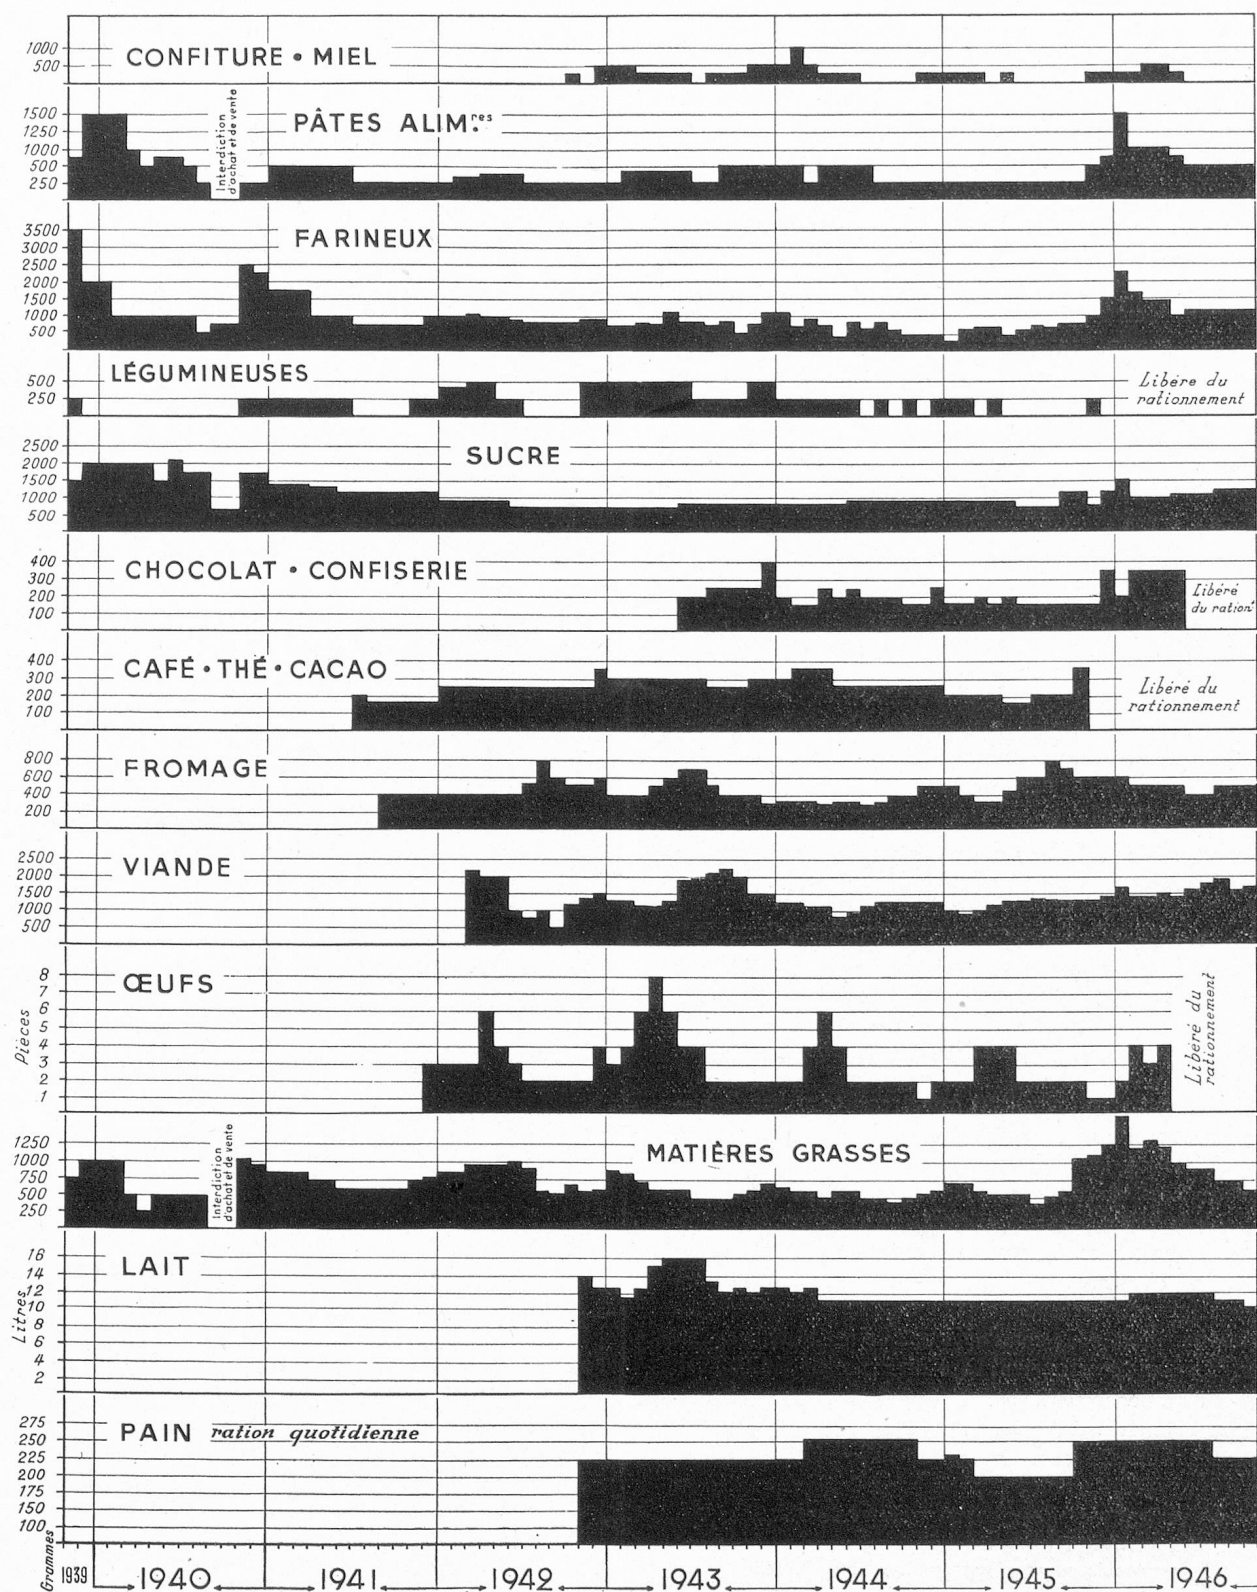 1000
CONFITURE • MIEL
500
1500
PÂTES ALIM.res
1250
1000
500
250
Interdiction
d'achat et de vente
3500
FARINEUX
3000
2500
2000
1500
1000
500
LÉGUMINEUSES
500
250
Libére du
rationnement
2500
SUCRE
2000
1500
1000
500
400
CHOCOLAT • CONFISERIE
300
200
100
Libéré
du ration.t
400
CAFÉ • THÉ • CACAO
300
200
100
Libéré du
rationnement
800
FROMAGE
600
400
200
2500
VIANDE
2000
1500
1000
500
8
ŒUFS
7
6
5
4
3
2
1
Pièces
Libéré du
rationnement
1250
MATIÈRES GRASSES
1000
750
500
250
Interdiction
d'achat et de vente
16
LAIT
14
12
10
8
6
4
2
Litres
275
PAIN ration quotidienne
250
225
200
175
150
100
Grammes
1939 1940 1941 1942 1943 1944 1945 1946